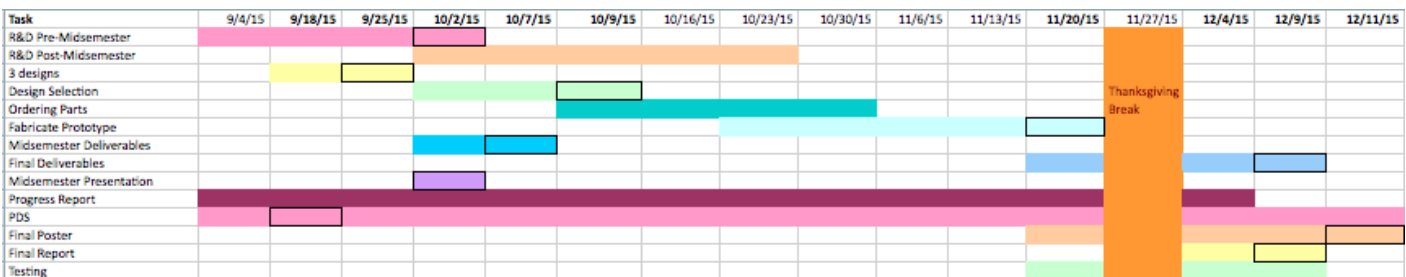 Task 9/4/15 9/18/15 9/25/15 10/2/15 10/7/15 10/9/15 10/16/15 10/23/15 10/30/15 11/6/15 11/13/15 11/20/15 11/27/15 12/4/15 12/9/15 12/11/15
R&D Pre-Midsemester
R&D Post-Midsemester
3 designs
Design Selection Thanksgiving
Ordering Parts Break
Fabricate Prototype
Midsemester Deliverables
Final Deliverables
Midsemester Presentation
Progress Report
PDS
Final Poster
Final Report
Testing